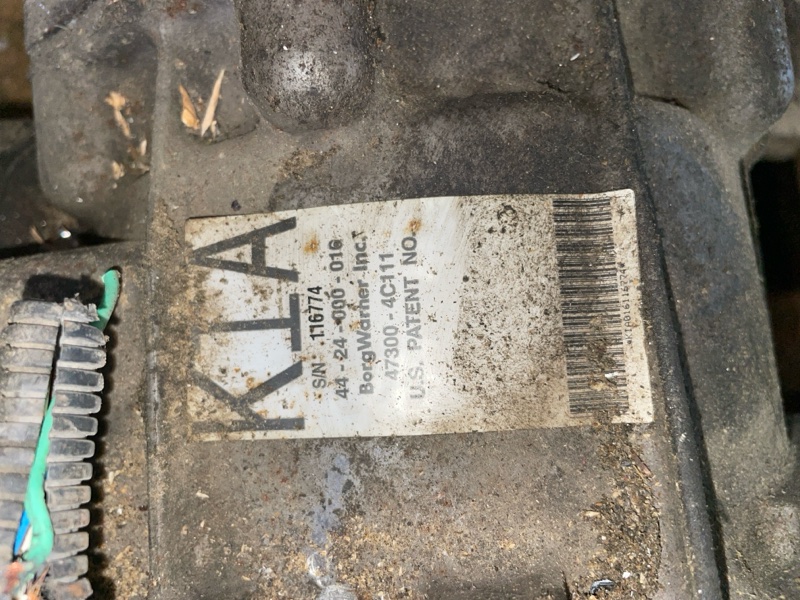 KIA
S/N : 116774
44-24-000-016
BorgWarner Inc.
47300-4C111
U.S. PATENT NO.